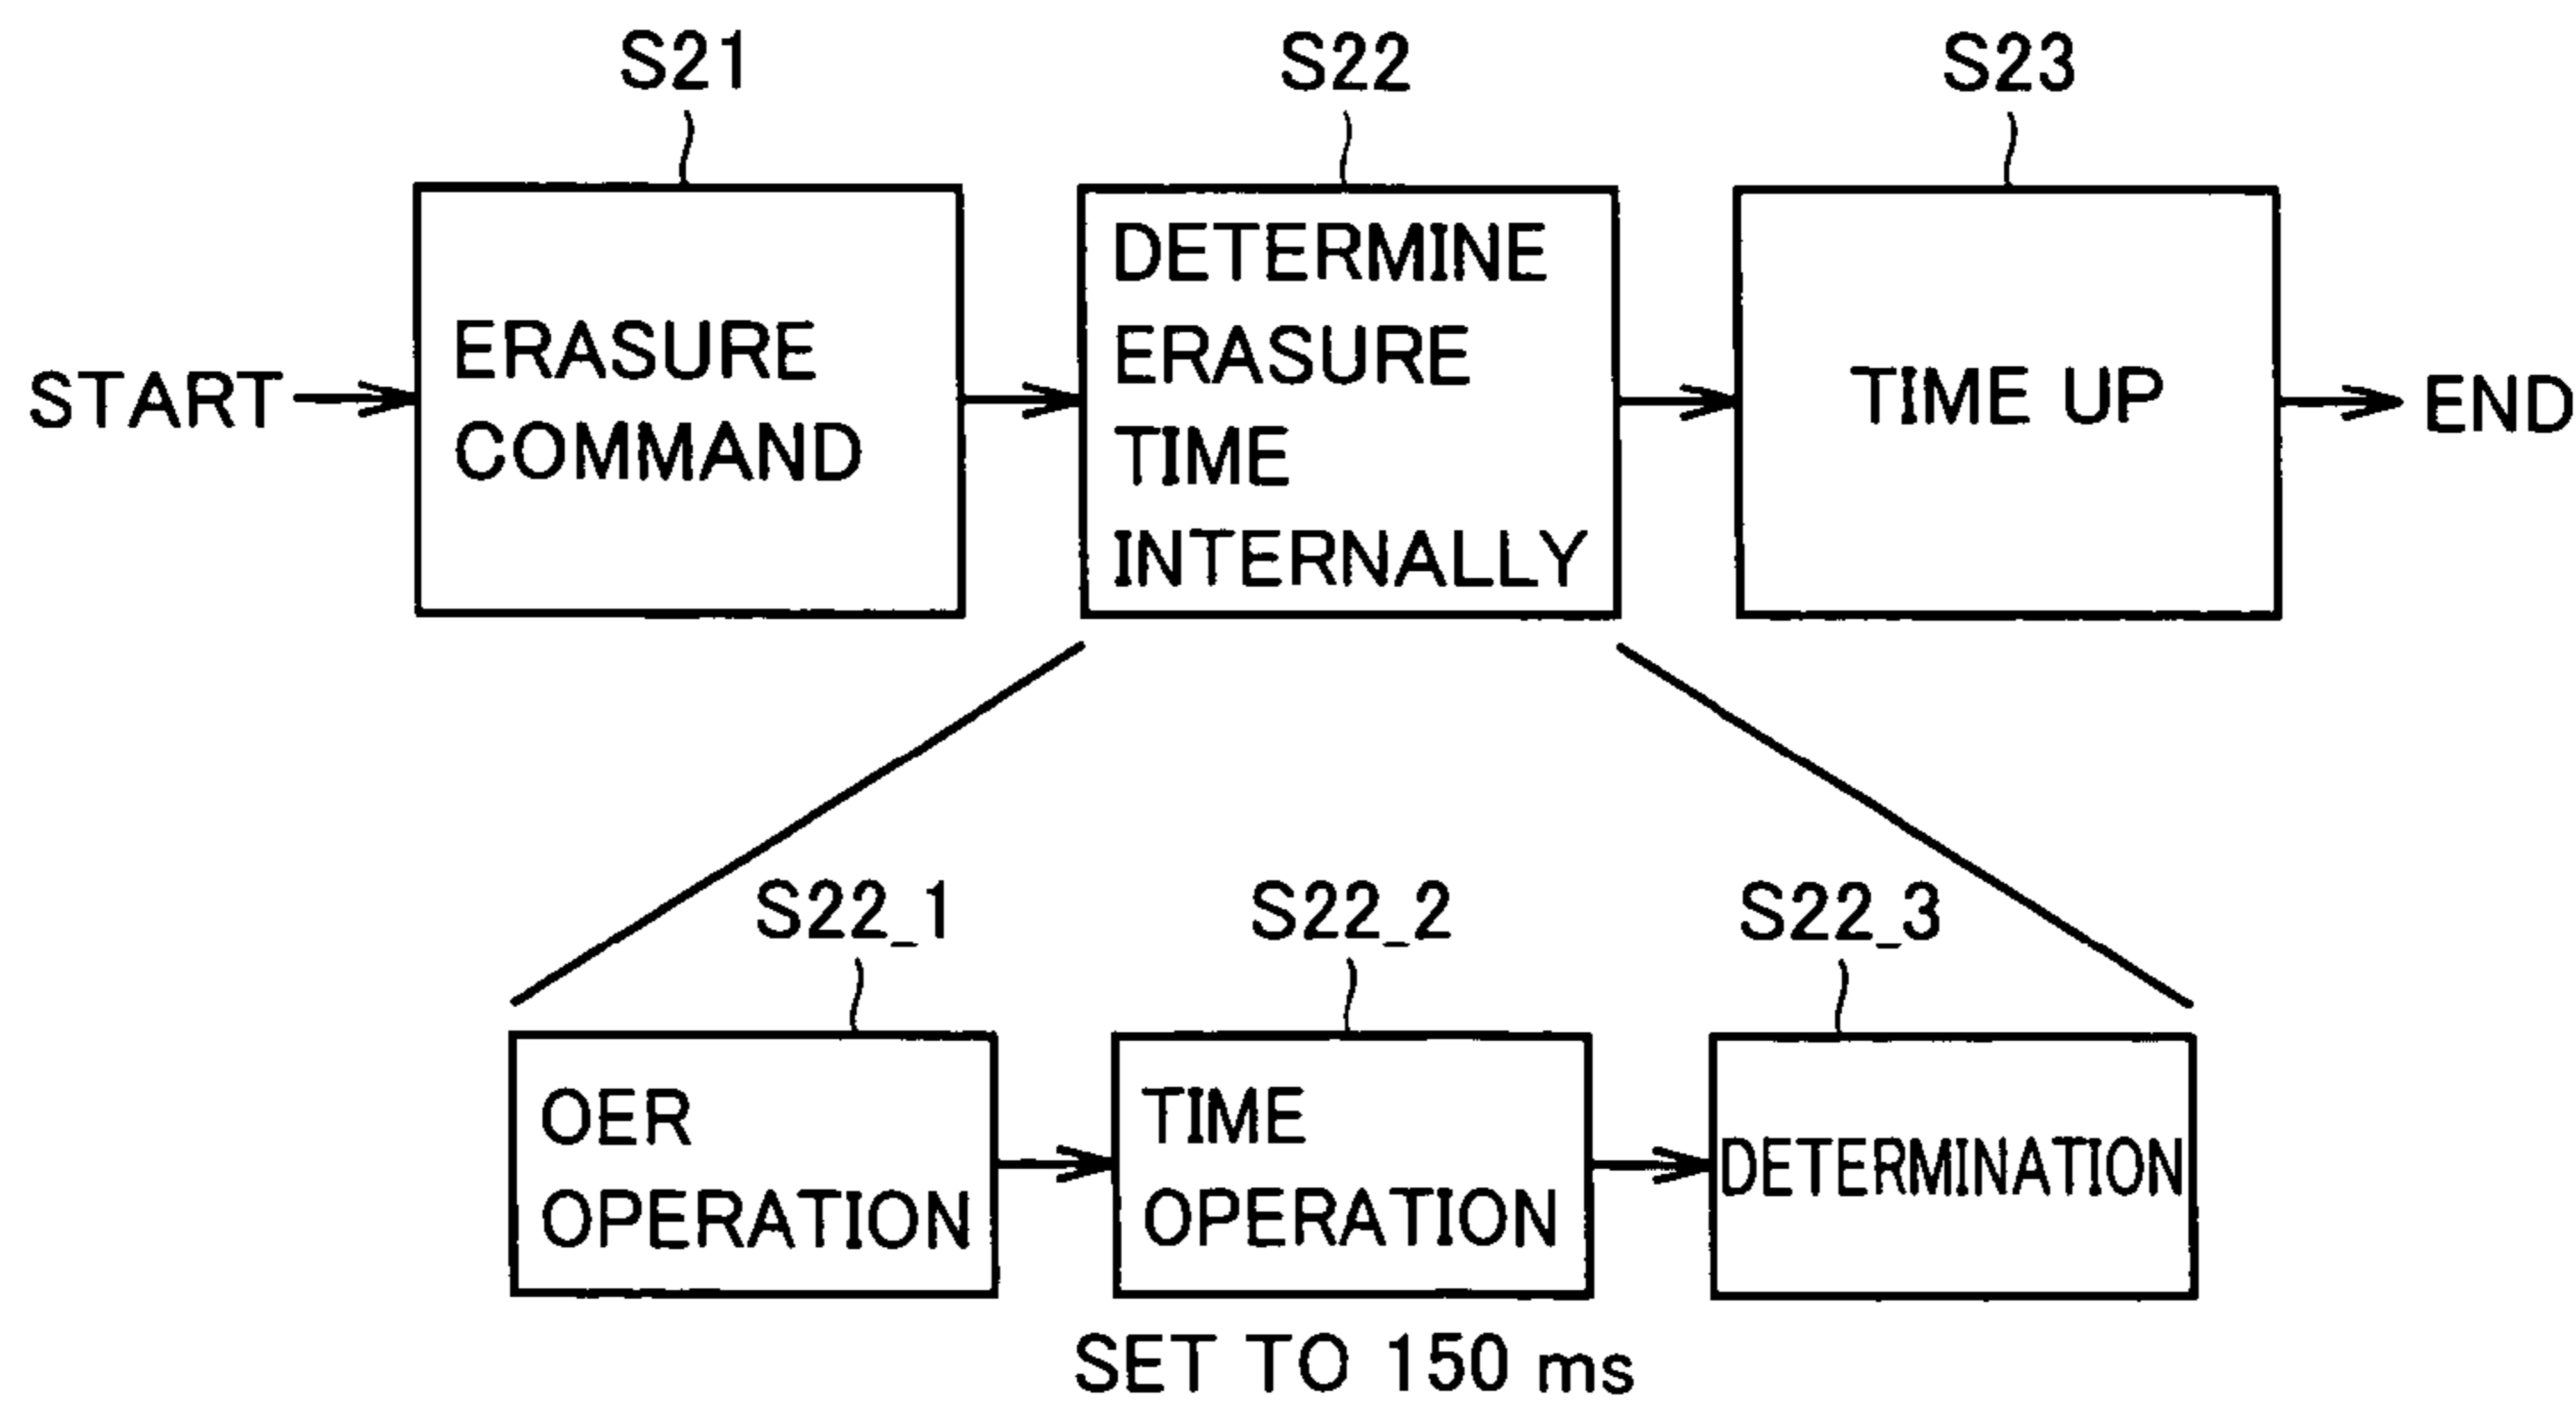 S21
S22
S23
START
ERASURE
COMMAND
DETERMINE
ERASURE
TIME
INTERNALLY
TIME UP
END
S22_1
S22_2
S22_3
OER
OPERATION
TIME
OPERATION
DETERMINATION
SET TO 150 ms